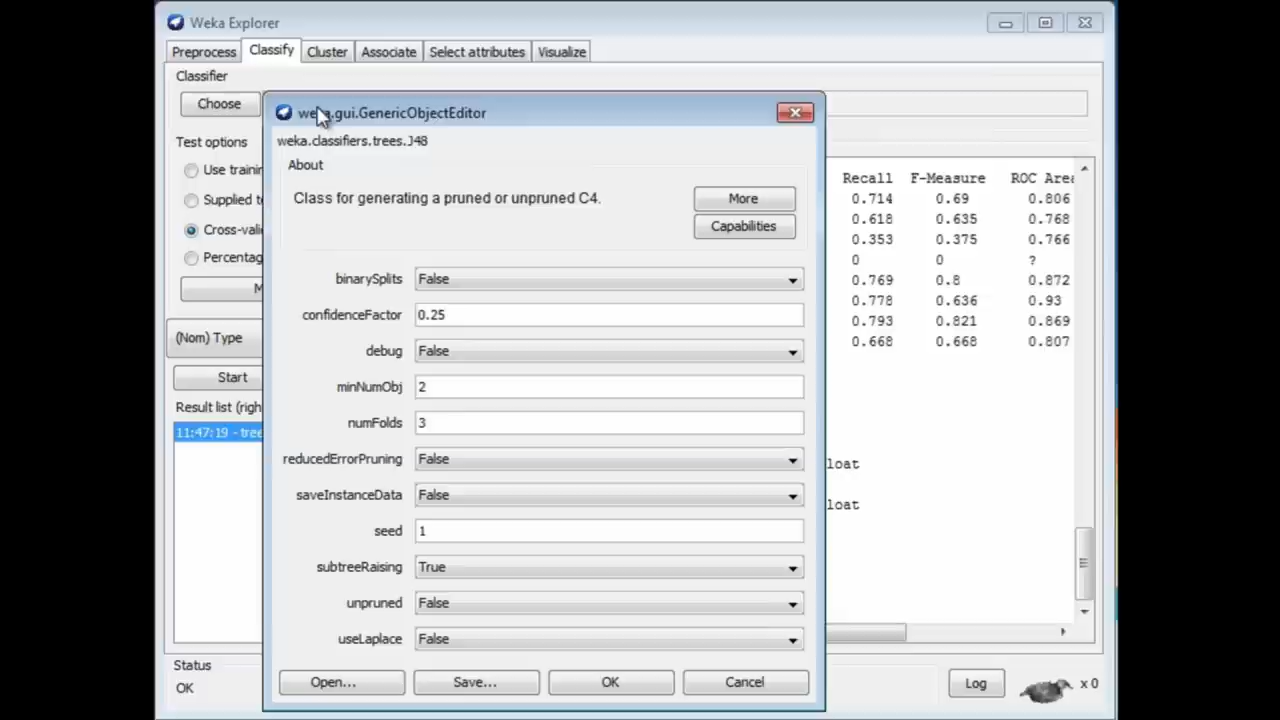 Weka Explorer
Preprocess Classify Cluster Associate Select attributes Visualize
Classifier
Choose
weka.gui.GenericObjectEditor
weka.classifiers.trees.J48
About
Class for generating a pruned or unpruned C4.
More
Capabilities
binarySplits False
confidenceFactor 0.25
debug False
minNumObj 2
numFolds 3
reducedErrorPruning False
saveInstanceData False
seed 1
subtreeRaising True
unpruned False
useLaplace False
Open... Save... OK Cancel
Test options
Use trainin
Supplied te
Cross-valid
Percentag
M
(Nom) Type
Start
Result list (righ
11:47:19 - tree
Recall F-Measure ROC Area
0.714 0.69 0.806
0.618 0.635 0.768
0.353 0.375 0.766
0 0 ?
0.769 0.8 0.872
0.778 0.636 0.93
0.793 0.821 0.869
0.668 0.668 0.807
loat
loat
Status
OK
Log
x 0